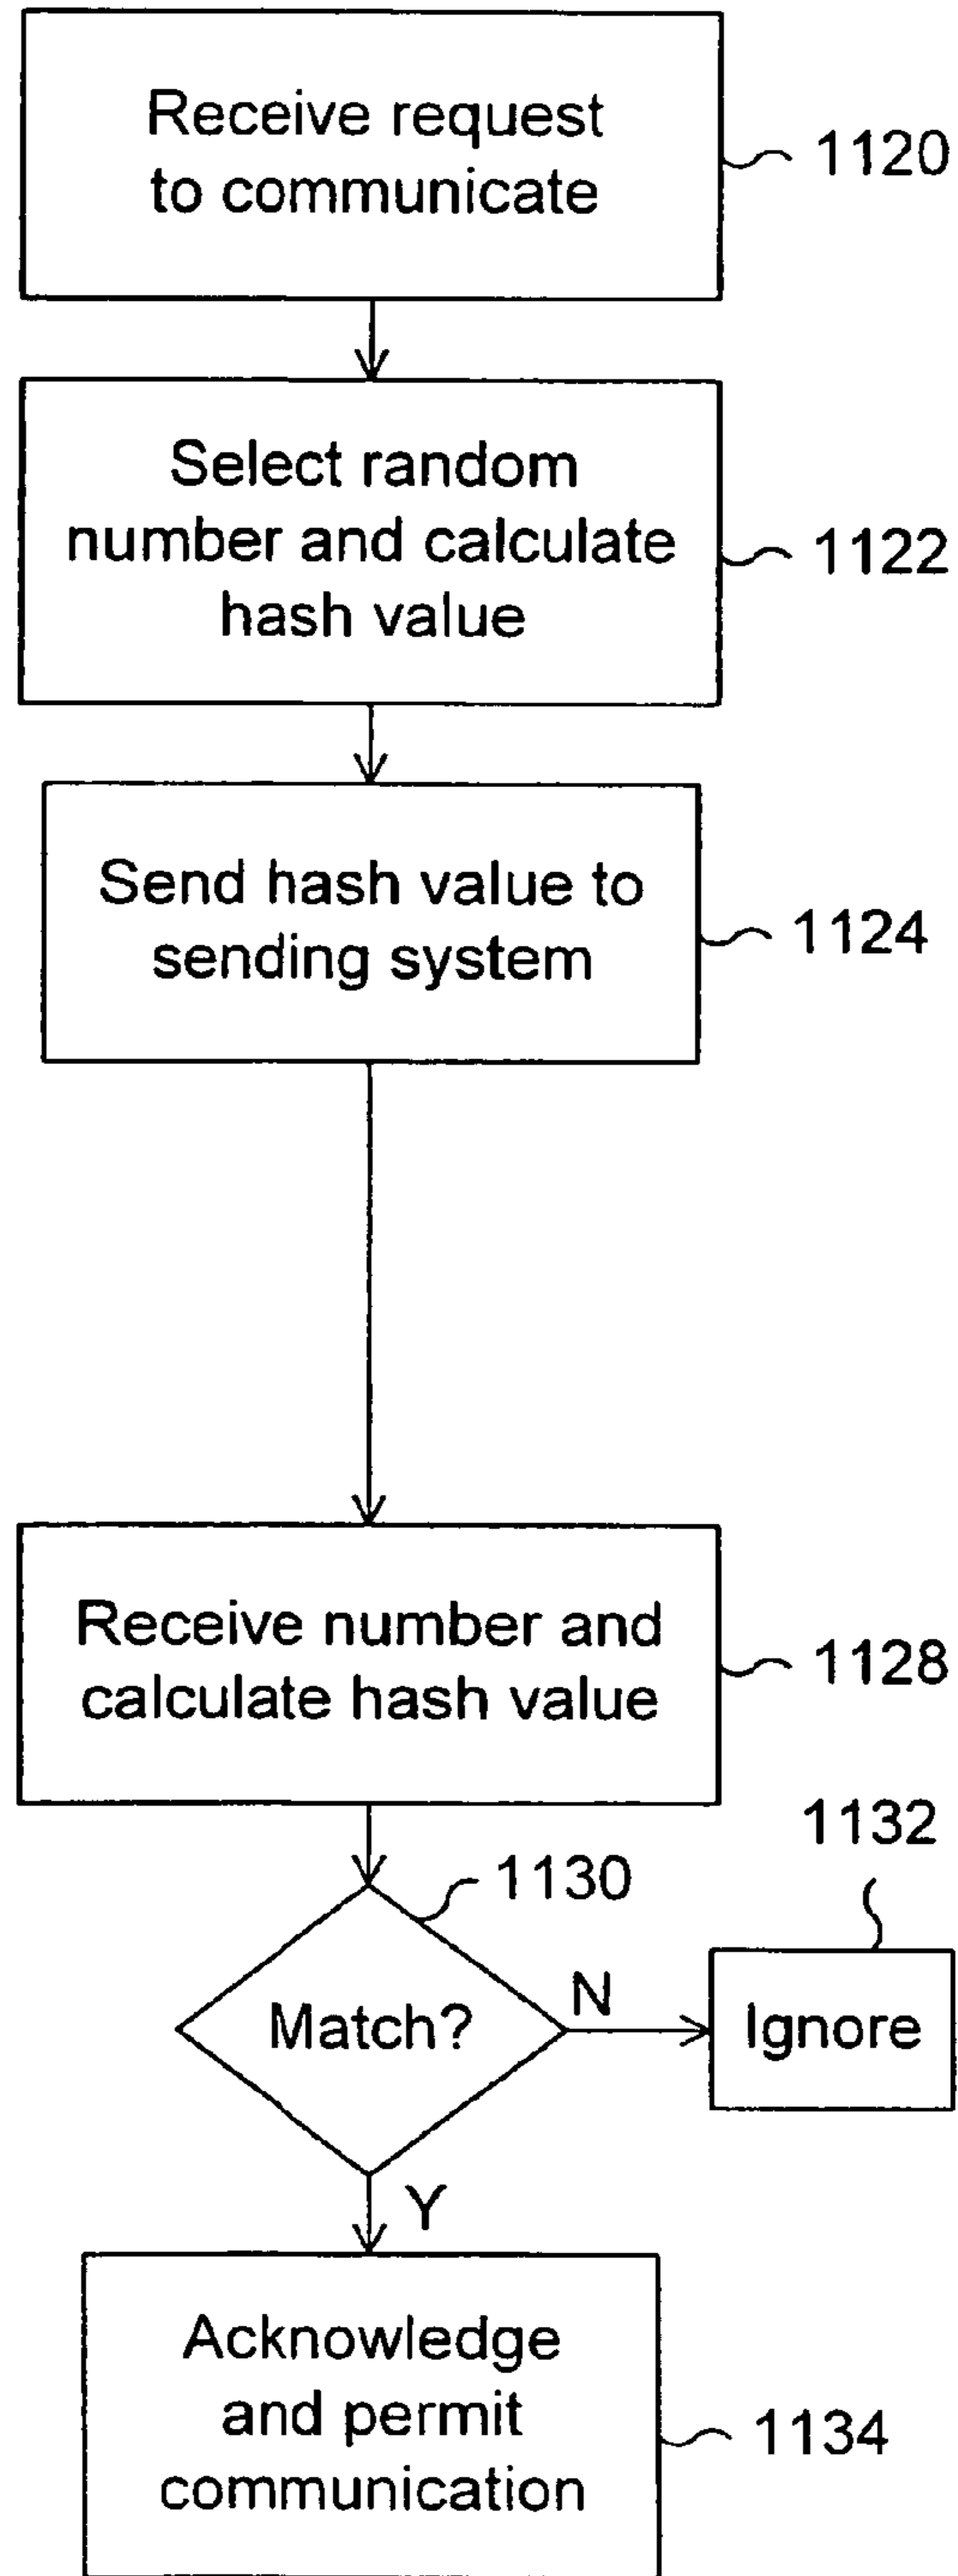 Receive request
to communicate
1120
Select random
number and calculate
hash value
1122
Send hash value to
sending system
1124
Receive number and
calculate hash value
1128
1132
1130
Match?
N
Ignore
Y
Acknowledge
and permit
communication
1134